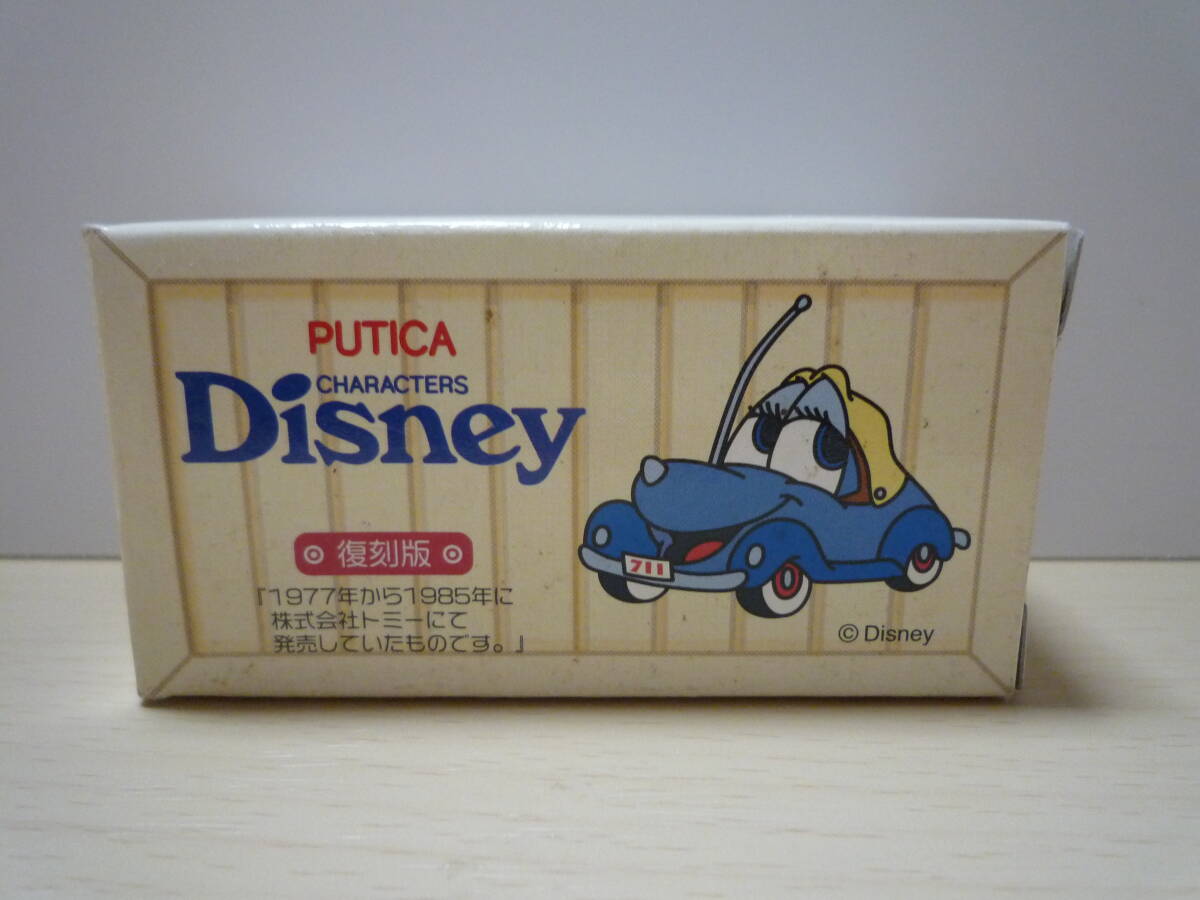 PUTICA
CHARACTERS
Disney
復刻版
『1977年から1985年に
株式会社トミーにて
発売していたものです。』
711
© Disney